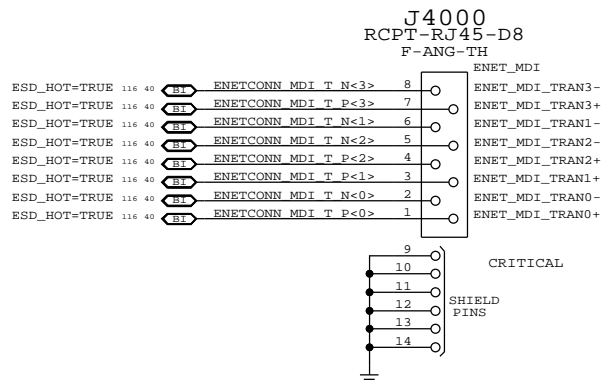 J4000
RCPT-RJ45-D8
F-ANG-TH
ENET_MDI
ESD_HOT=TRUE 116 40 BI ENETCONN_MDI_T_N<3> 8 ENET_MDI_TRAN3-
ESD_HOT=TRUE 116 40 BI ENETCONN_MDI_T_P<3> 7 ENET_MDI_TRAN3+
ESD_HOT=TRUE 116 40 BI ENETCONN_MDI_T_N<1> 6 ENET_MDI_TRAN1-
ESD_HOT=TRUE 116 40 BI ENETCONN_MDI_T_N<2> 5 ENET_MDI_TRAN2-
ESD_HOT=TRUE 116 40 BI ENETCONN_MDI_T_P<2> 4 ENET_MDI_TRAN2+
ESD_HOT=TRUE 116 40 BI ENETCONN_MDI_T_P<1> 3 ENET_MDI_TRAN1+
ESD_HOT=TRUE 116 40 BI ENETCONN_MDI_T_N<0> 2 ENET_MDI_TRAN0-
ESD_HOT=TRUE 116 40 BI ENETCONN_MDI_T_P<0> 1 ENET_MDI_TRAN0+
9
CRITICAL
10
11
SHIELD
12
PINS
13
14